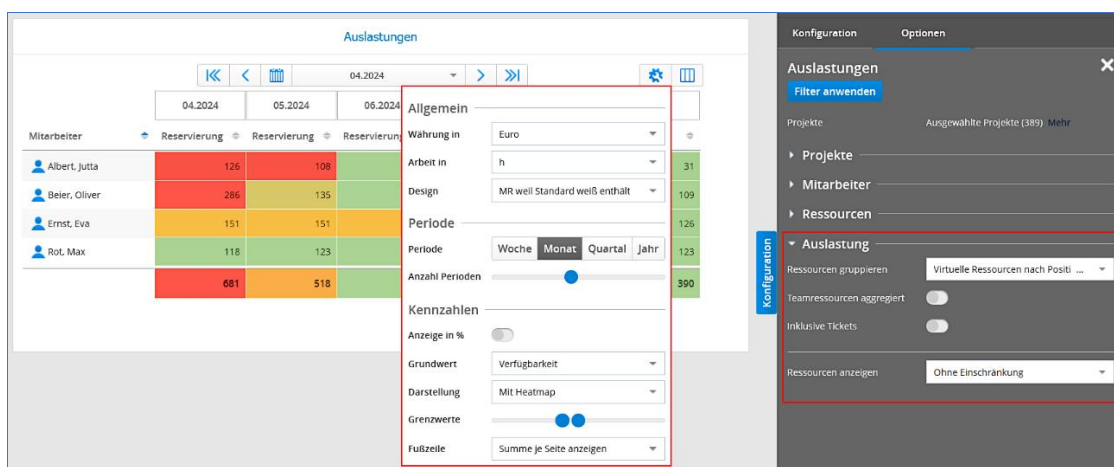 Auslastungen
04.2024
04.2024 05.2024 06.2024
Mitarbeiter Reservierung Reservierung Reservierung
Albert, Jutta 126 108 31
Beier, Oliver 286 135 109
Ernst, Eva 151 151 126
Rot, Max 118 123 123
681 518 390
Allgemein
Währung in Euro
Arbeit in h
Design MR weil Standard weiß enthält
Periode
Periode Woche Monat Quartal Jahr
Anzahl Perioden
Kennzahlen
Anzeige in %
Grundwert Verfügbarkeit
Darstellung Mit Heatmap
Grenzwerte
Fußzeile Summe je Seite anzeigen
Konfiguration
Konfiguration Optionen
Auslastungen
Filter anwenden
Projekte Ausgewählte Projekte (389) Mehr
Projekte
Mitarbeiter
Ressourcen
Auslastung
Ressourcen gruppieren Virtuelle Ressourcen nach Positi ...
Teamressourcen aggregiert
Inklusive Tickets
Ressourcen anzeigen Ohne Einschränkung